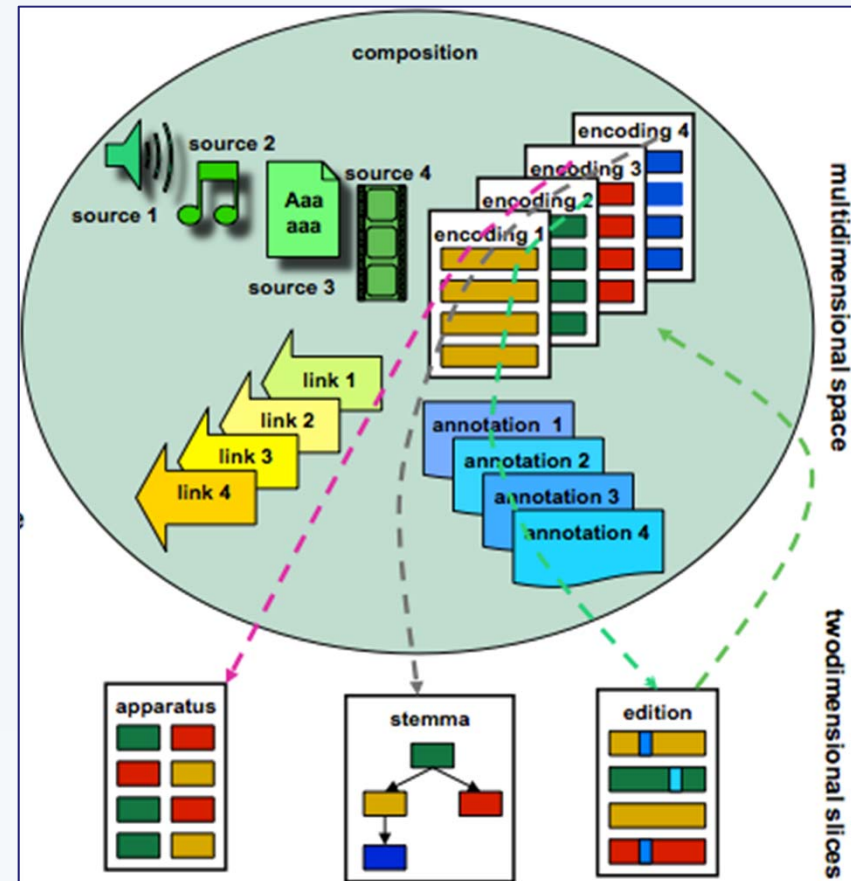 composition
source 1
source 2
Aaa
aaa
source 3
source 4
encoding 4
encoding 3
encoding 2
encoding 1
link 1
link 2
link 3
link 4
annotation 1
annotation 2
annotation 3
annotation 4
multidimensional space
apparatus
stemma
edition
twodimensional slices